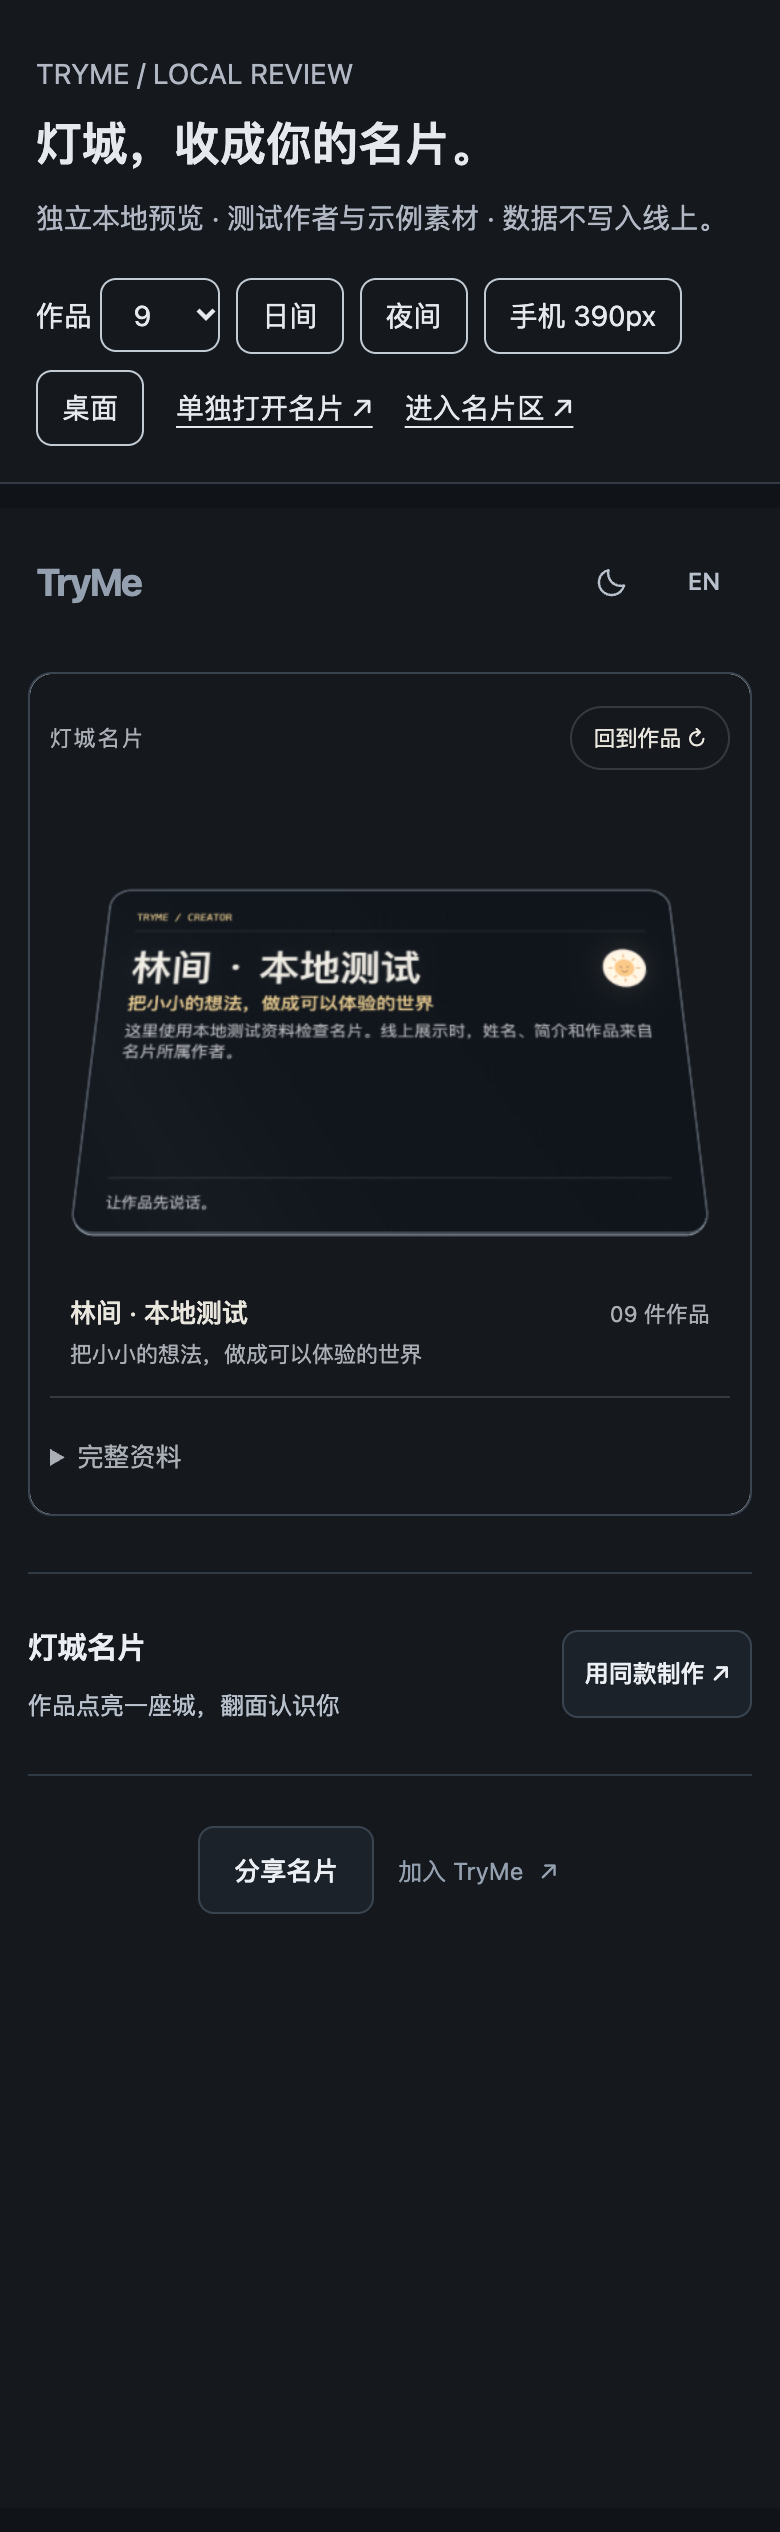 TRYME / LOCAL REVIEW
灯城，收成你的名片。
独立本地预览 · 测试作者与示例素材 · 数据不写入线上。
作品 9 日间 夜间 手机 390px
桌面 单独打开名片 ↗ 进入名片区 ↗
TryMe EN
灯城名片 回到作品 ↻
TRYME / CREATOR
林间 · 本地测试
把小小的想法，做成可以体验的世界
这里使用本地测试资料检查名片。线上展示时，姓名、简介和作品来自
名片所属作者。
让作品先说话。
林间 · 本地测试 09 件作品
把小小的想法，做成可以体验的世界
▶ 完整资料
灯城名片
作品点亮一座城，翻面认识你
用同款制作 ↗
分享名片 加入 TryMe ↗